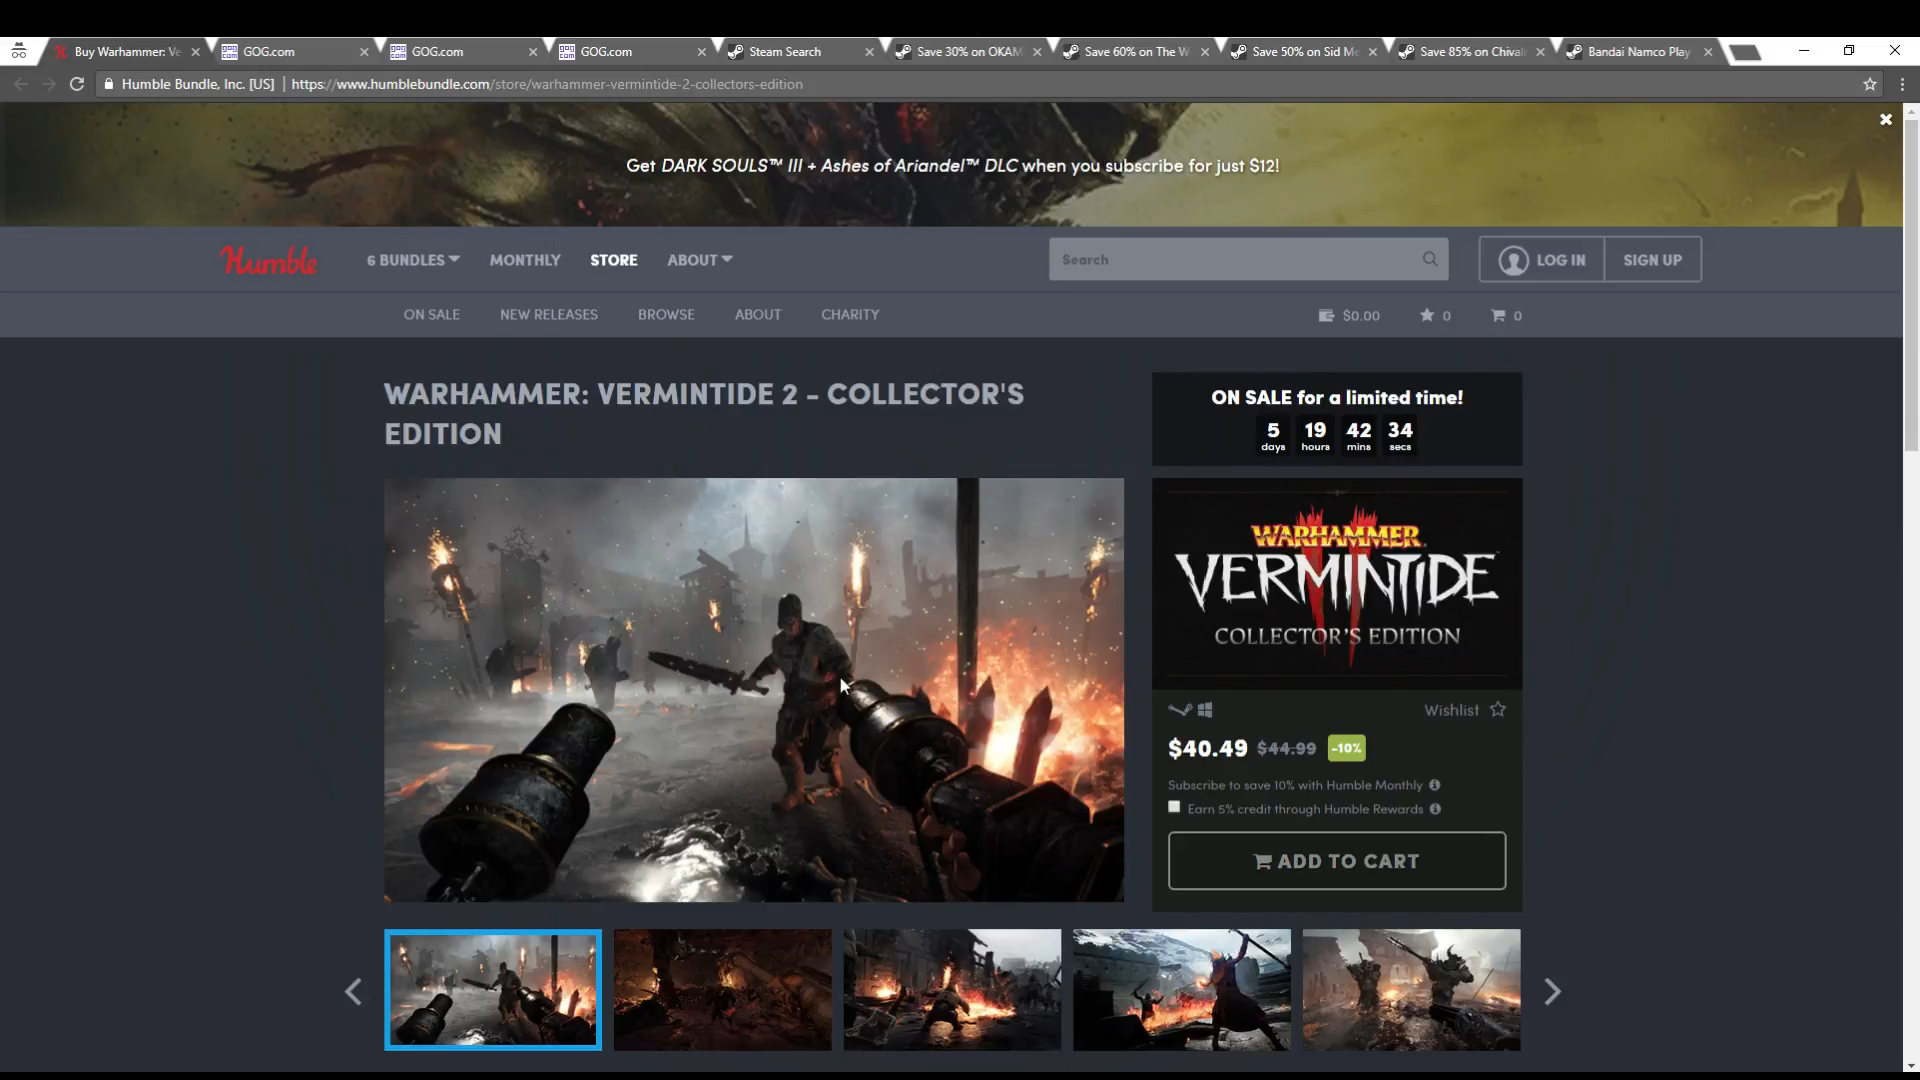 Buy Warhammer: Ve
GOG.com
GOG.com
GOG.com
Steam Search
Save 30% on OKAM
Save 60% on The W
Save 50% on Sid Me
Save 85% on Chival
Bandai Namco Play
Humble Bundle, Inc. [US] | https://www.humblebundle.com/store/warhammer-vermintide-2-collectors-edition
Get DARK SOULS™ III + Ashes of Ariandel™ DLC when you subscribe for just $12!
Humble
6 BUNDLES
MONTHLY
STORE
ABOUT
Search
LOG IN
SIGN UP
ON SALE
NEW RELEASES
BROWSE
ABOUT
CHARITY
$0.00
0
0
WARHAMMER: VERMINTIDE 2 - COLLECTOR'S
EDITION
ON SALE for a limited time!
5 19 42 34
days hours mins secs
WARHAMMER
VERMINTIDE
II
COLLECTOR'S EDITION
Wishlist
$40.49 $44.99 -10%
Subscribe to save 10% with Humble Monthly
Earn 5% credit through Humble Rewards
ADD TO CART